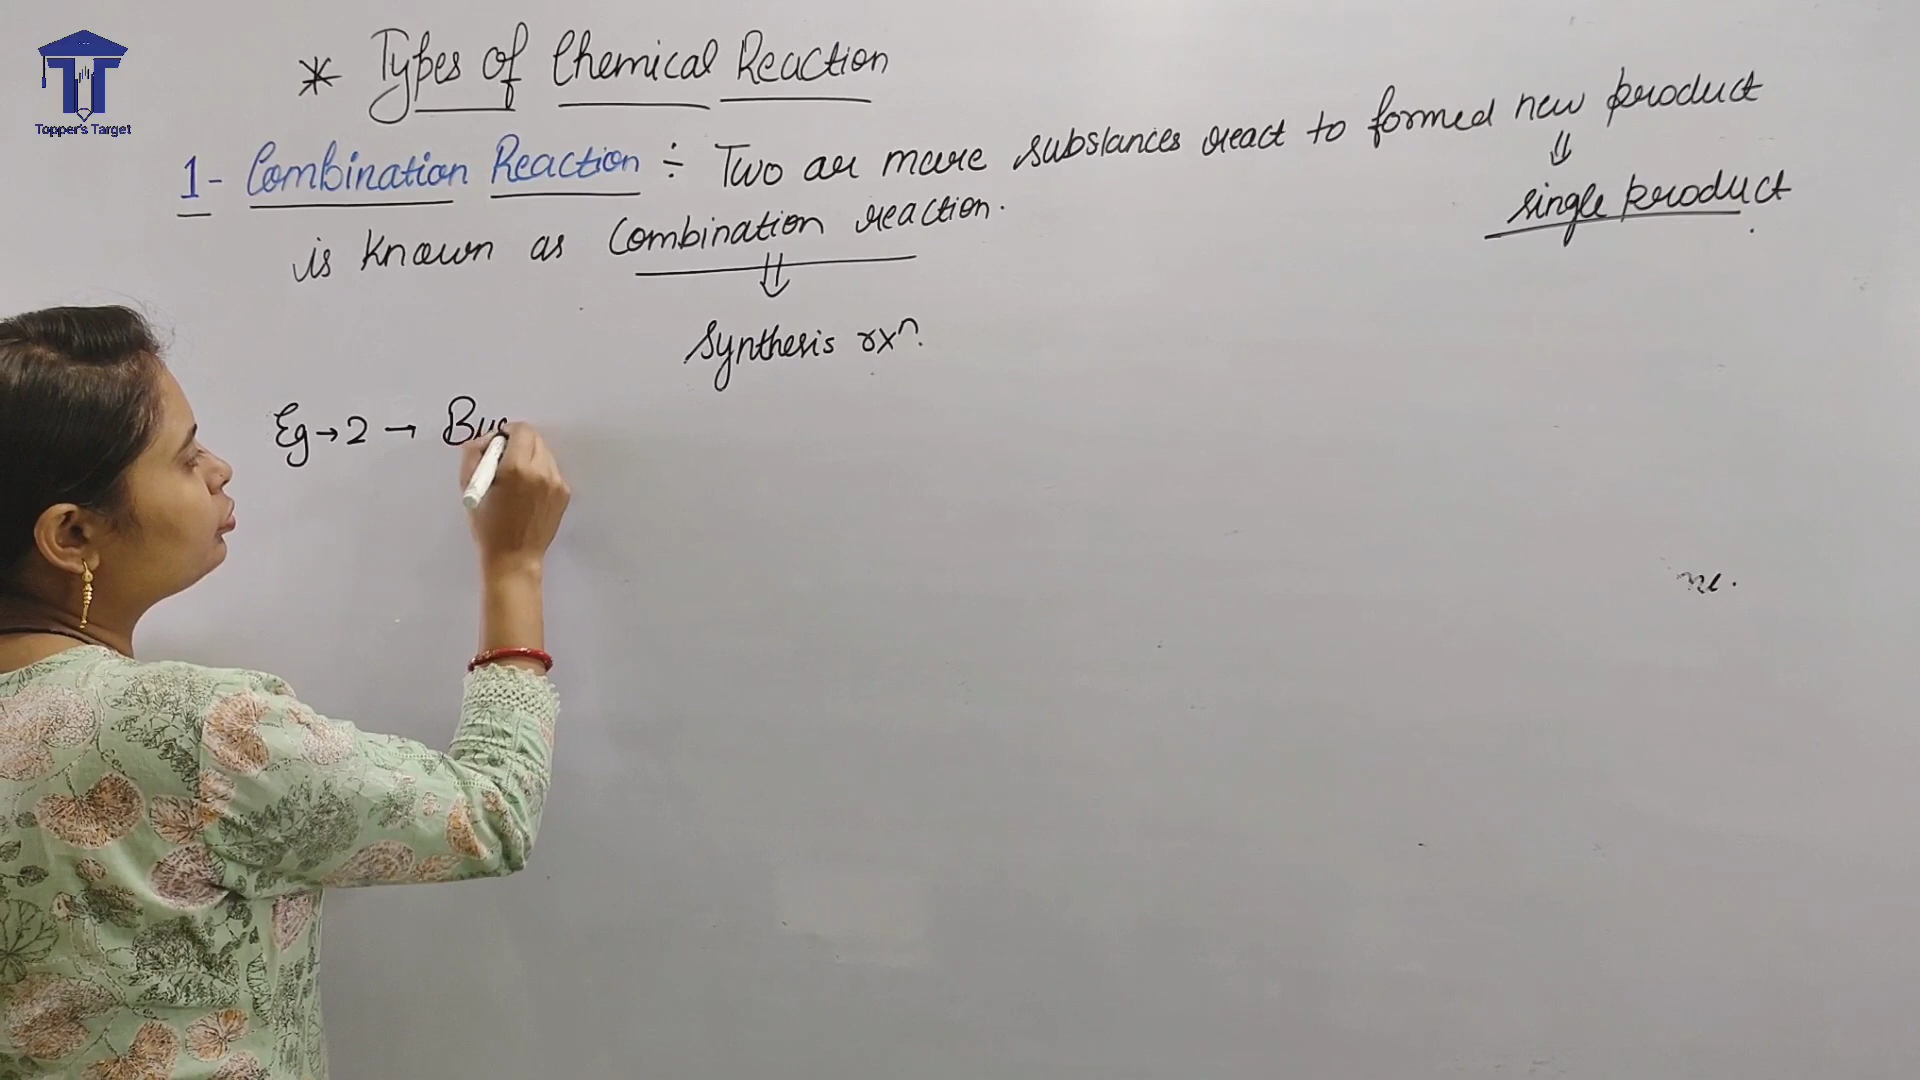 Topper's Target
* Types of Chemical Reaction
1- Combination Reaction ÷ Two or more substances react to formed new product
⇓
single product
is known as Combination reaction.
⇓
Synthesis rxn.
Eg → 2 →